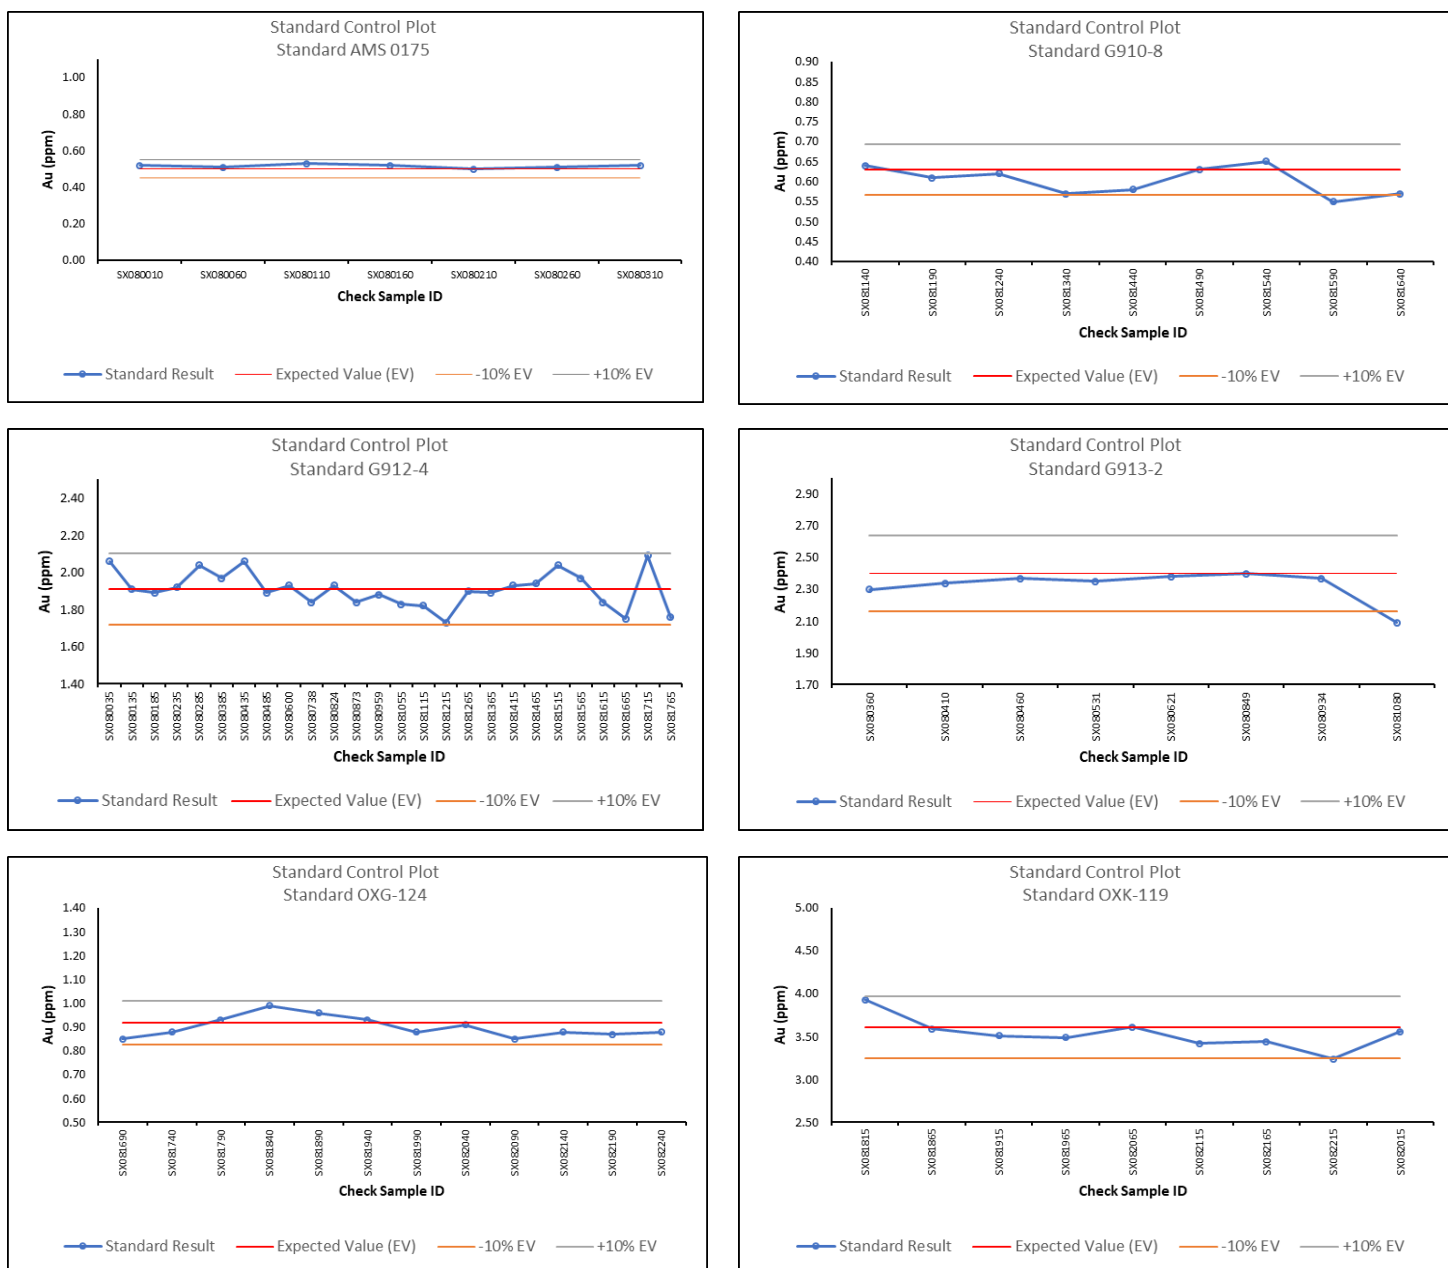 Standard Control Plot
Standard AMS 0175
1.00
0.80
0.60
0.40
0.20
0.00
Au (ppm)
SX080010 SX080060 SX080110 SX080160 SX080210 SX080260 SX080310
Check Sample ID
Standard Result Expected Value (EV) -10% EV +10% EV
Standard Control Plot
Standard G910-8
0.90
0.85
0.80
0.75
0.70
0.65
0.60
0.55
0.50
0.45
0.40
Au (ppm)
SX081140
SX081190
SX081240
SX081340
SX081440
SX081490
SX081540
SX081590
SX081640
Check Sample ID
Standard Result Expected Value (EV) -10% EV +10% EV
Standard Control Plot
Standard G912-4
2.40
2.20
2.00
1.80
1.60
1.40
Au (ppm)
SX080035
SX080135
SX080185
SX080235
SX080285
SX080385
SX080435
SX080485
SX080600
SX080738
SX080824
SX080873
SX080959
SX081055
SX081115
SX081215
SX081265
SX081365
SX081415
SX081465
SX081515
SX081565
SX081615
SX081665
SX081715
SX081765
Check Sample ID
Standard Result Expected Value (EV) -10% EV +10% EV
Standard Control Plot
Standard G913-2
2.90
2.70
2.50
2.30
2.10
1.90
1.70
Au (ppm)
SX080360
SX080410
SX080460
SX080531
SX080621
SX080849
SX080934
SX081080
Check Sample ID
Standard Result Expected Value (EV) -10% EV +10% EV
Standard Control Plot
Standard OXG-124
1.40
1.30
1.20
1.10
1.00
0.90
0.80
0.70
0.60
0.50
Au (ppm)
SX081690
SX081740
SX081790
SX081840
SX081890
SX081940
SX081990
SX082040
SX082090
SX082140
SX082190
SX082240
Check Sample ID
Standard Result Expected Value (EV) -10% EV +10% EV
Standard Control Plot
Standard OXK-119
5.00
4.50
4.00
3.50
3.00
2.50
Au (ppm)
SX081815
SX081865
SX081915
SX081965
SX082065
SX082115
SX082165
SX082215
SX082015
Check Sample ID
Standard Result Expected Value (EV) -10% EV +10% EV